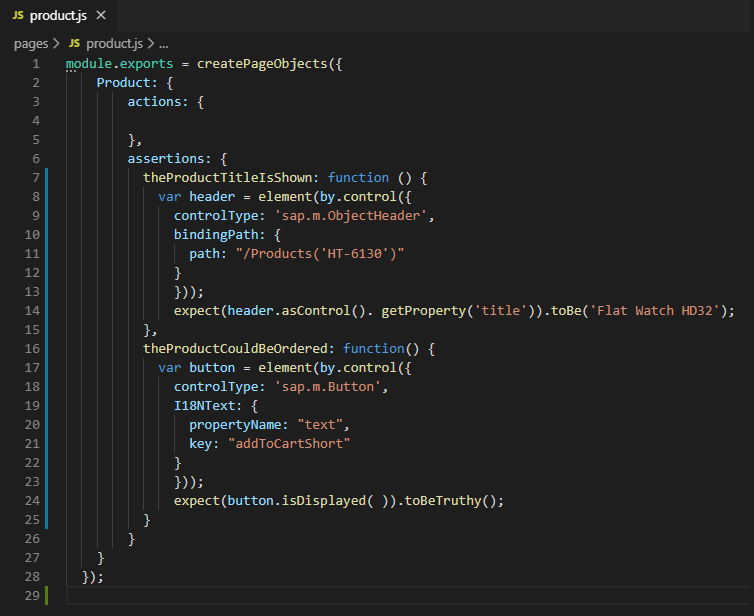 JS product.js ×
pages > JS product.js > ...
1 module.exports = createPageObjects({
2     Product: {
3         actions: {
4
5         },
6         assertions: {
7           theProductTitleIsShown: function () {
8             var header = element(by.control({
9               controlType: 'sap.m.ObjectHeader',
10               bindingPath: {
11                 path: "/Products('HT-6130')"
12               }
13               }));
14               expect(header.asControl(). getProperty('title')).toBe('Flat Watch HD32');
15           },
16           theProductCouldBeOrdered: function() {
17             var button = element(by.control({
18               controlType: 'sap.m.Button',
19               I18NText: {
20                 propertyName: "text",
21                 key: "addToCartShort"
22               }
23               }));
24               expect(button.isDisplayed( )).toBeTruthy();
25           }
26         }
27     }
28   });
29